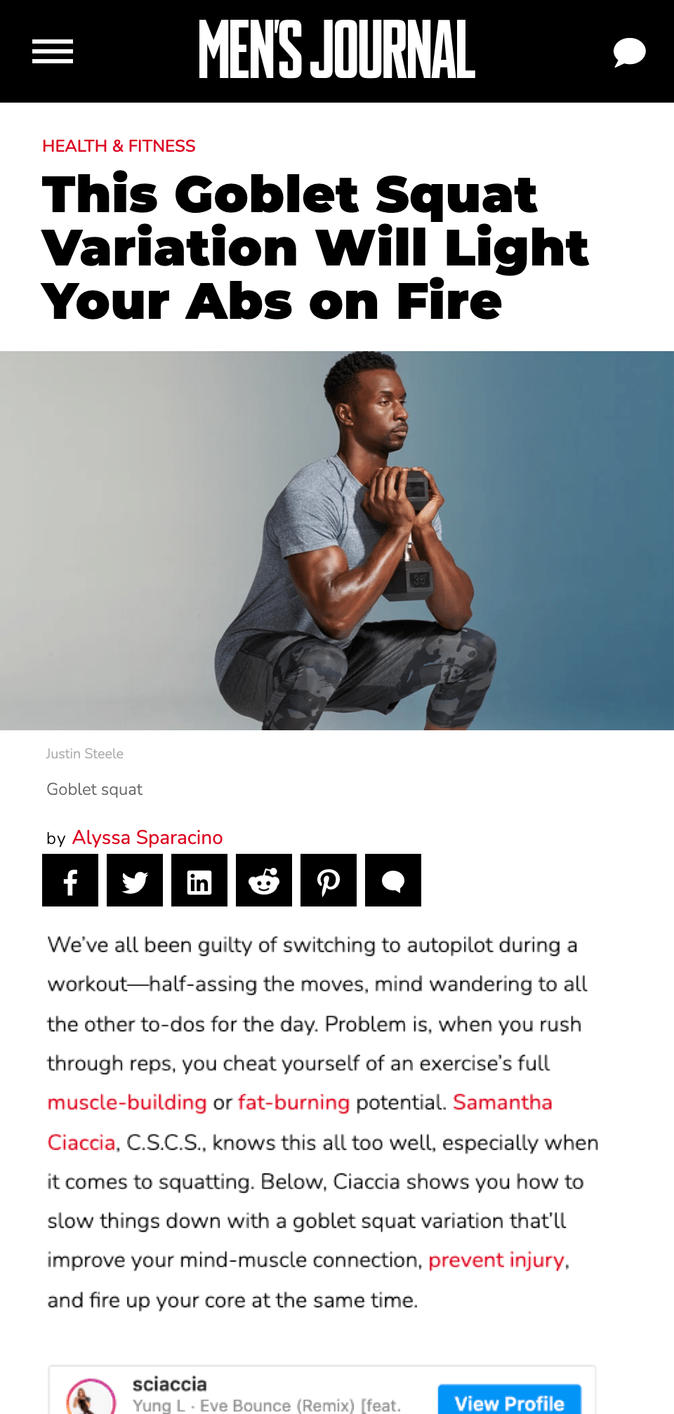 MEN'S JOURNAL
HEALTH & FITNESS
This Goblet Squat
Variation Will Light
Your Abs on Fire
35
Justin Steele
Goblet squat
by Alyssa Sparacino
We’ve all been guilty of switching to autopilot during a
workout—half-assing the moves, mind wandering to all
the other to-dos for the day. Problem is, when you rush
through reps, you cheat yourself of an exercise’s full
muscle-building or fat-burning potential. Samantha
Ciaccia, C.S.C.S., knows this all too well, especially when
it comes to squatting. Below, Ciaccia shows you how to
slow things down with a goblet squat variation that’ll
improve your mind-muscle connection, prevent injury,
and fire up your core at the same time.
sciaccia
Yung L · Eve Bounce (Remix) [feat.
View Profile